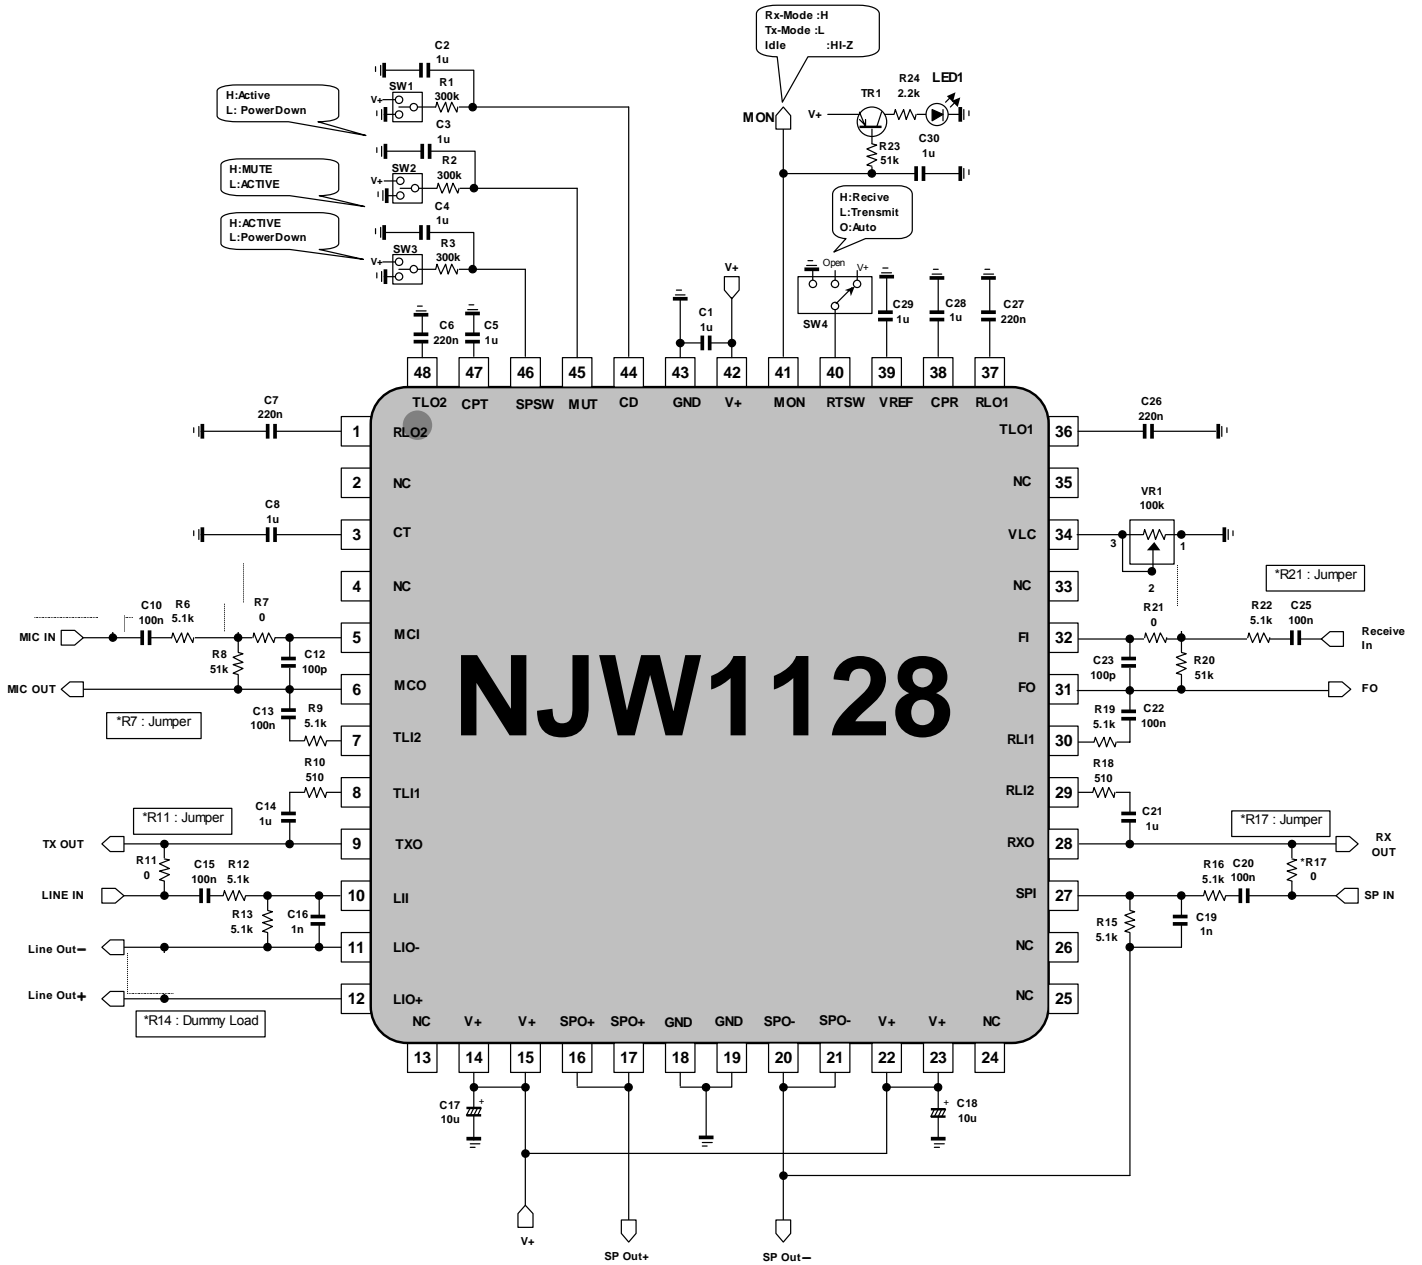 Rx-Mode :H
Tx-Mode :L
Idle :HI-Z
C2
1u
SW1
V+
R1
300k
H:Active
L: PowerDown
C3
1u
SW2
V+
R2
300k
H:MUTE
L:ACTIVE
C4
1u
SW3
V+
R3
300k
H:ACTIVE
L:PowerDown
MON
V+
TR1
R24
2.2k
LED1
R23
51k
C30
1u
H:Recive
L:Trensmit
O:Auto
Open
V+
SW4
V+
C6
220n
C5
1u
C1
1u
C29
1u
C28
1u
C27
220n
48 47 46 45 44 43 42 41 40 39 38 37
TLO2 CPT SPSW MUT CD GND V+ MON RTSW VREF CPR RLO1
C7
220n
1 RLO2
2 NC
C8
1u
3 CT
4 NC
MIC IN
C10
100n
R6
5.1k
R7
0
R8
51k
C12
100p
5 MCI
MIC OUT
6 MCO
*R7 : Jumper
C13
100n
R9
5.1k
7 TLI2
R10
510
8 TLI1
C14
1u
*R11 : Jumper
TX OUT
9 TXO
R11
0
C15
100n
R12
5.1k
LINE IN
10 LII
R13
5.1k
C16
1n
Line Out-
11 LIO-
Line Out+
12 LIO+
*R14 : Dummy Load
NJW1128
C26
220n
TLO1 36
NC 35
VR1
100k
VLC 34
3
1
2
NC 33
*R21 : Jumper
R21
0
R22
5.1k
C25
100n
Receive
In
FI 32
C23
100p
R20
51k
FO 31
FO
R19
5.1k
C22
100n
RLI1 30
R18
510
RLI2 29
C21
1u
*R17 : Jumper
RXO 28
RX
OUT
R16
5.1k
C20
100n
*R17
0
SPI 27
SP IN
R15
5.1k
C19
1n
NC 26
NC 25
NC V+ V+ SPO+ SPO+ GND GND SPO- SPO- V+ V+ NC
13 14 15 16 17 18 19 20 21 22 23 24
C17
10u
+
C18
10u
+
V+
SP Out+
SP Out-